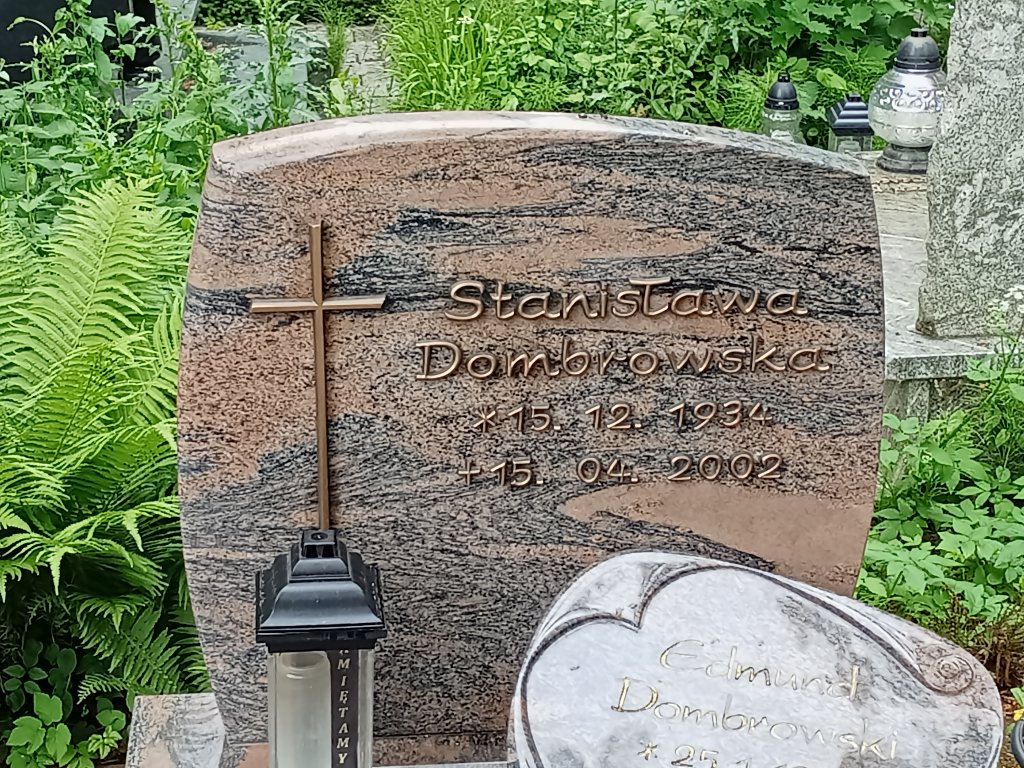 Stanisława
Dombrowska
*15. 12. 1934
+15. 04. 2002
Edmund
Dombrowski